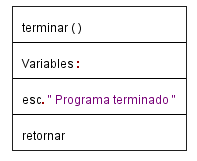 terminar ( )
Variables :
esc. " Programa terminado "
retornar